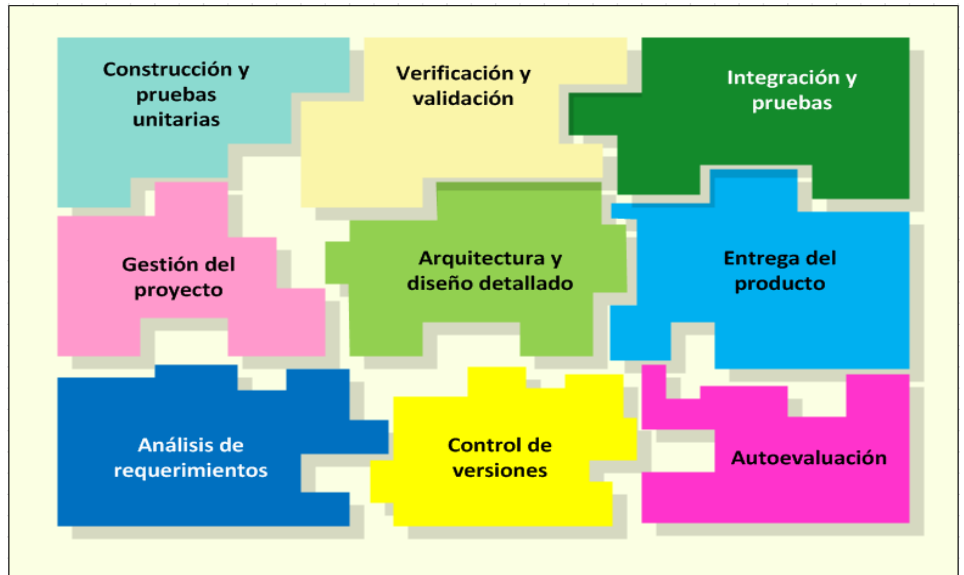 Construcción y
pruebas
unitarias
Verificación y
validación
Integración y
pruebas
Gestión del
proyecto
Arquitectura y
diseño detallado
Entrega del
producto
Análisis de
requerimientos
Control de
versiones
Autoevaluación